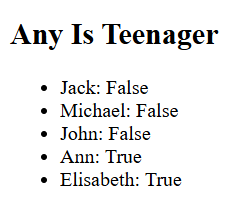 Any Is Teenager
• Jack: False
• Michael: False
• John: False
• Ann: True
• Elisabeth: True